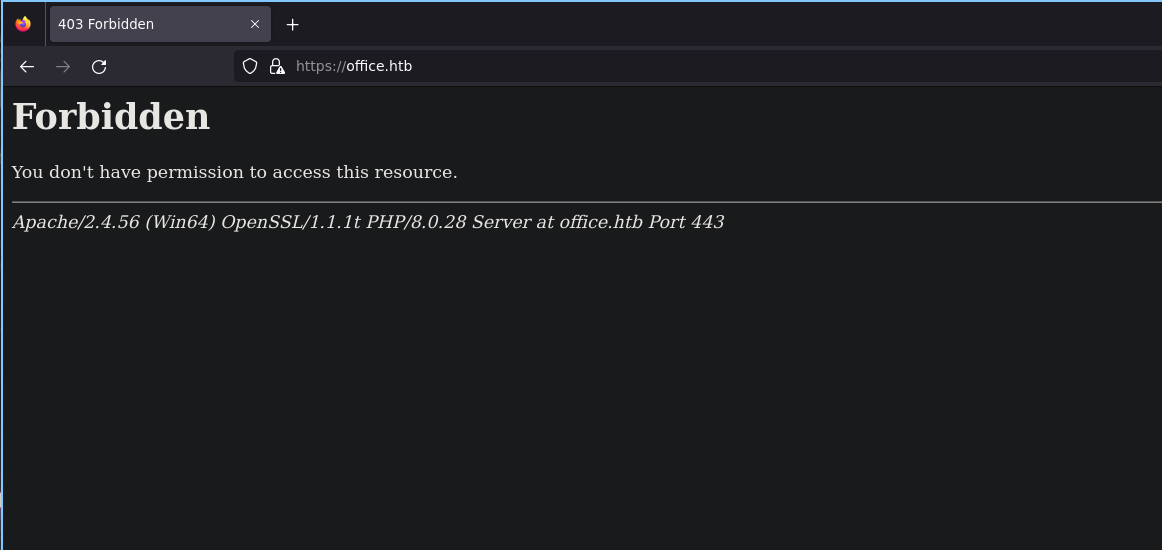 403 Forbidden
https://office.htb
Forbidden
You don't have permission to access this resource.
Apache/2.4.56 (Win64) OpenSSL/1.1.1t PHP/8.0.28 Server at office.htb Port 443